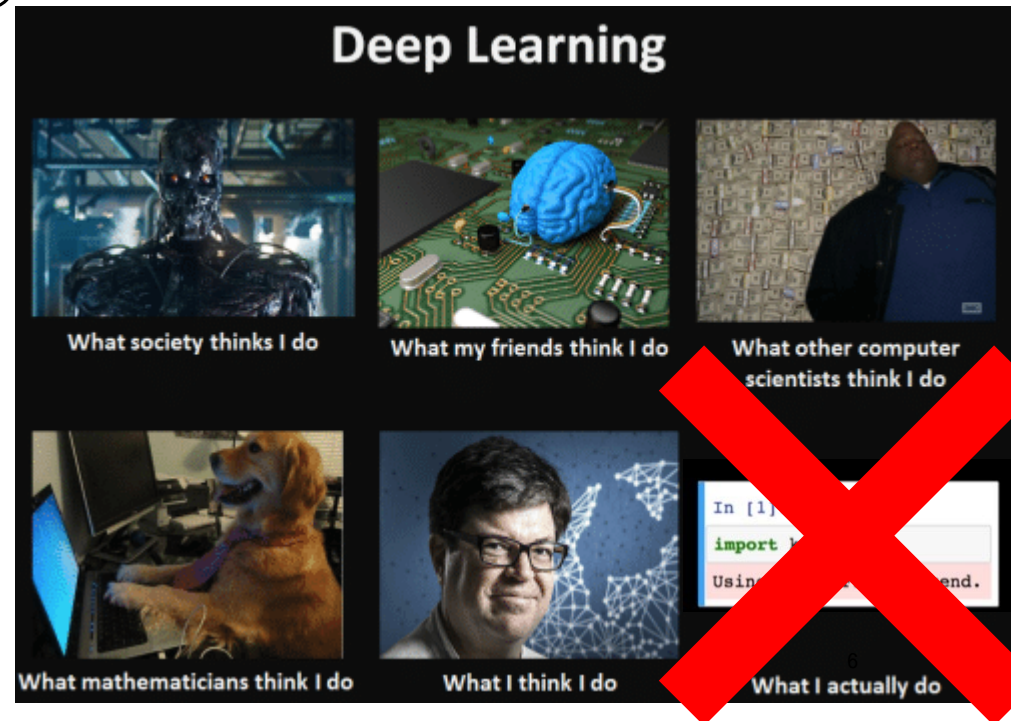 Deep Learning
What society thinks I do
What my friends think I do
What other computer
scientists think I do
In [1]
import
Usin end.
6
What mathematicians think I do
What I think I do
What I actually do